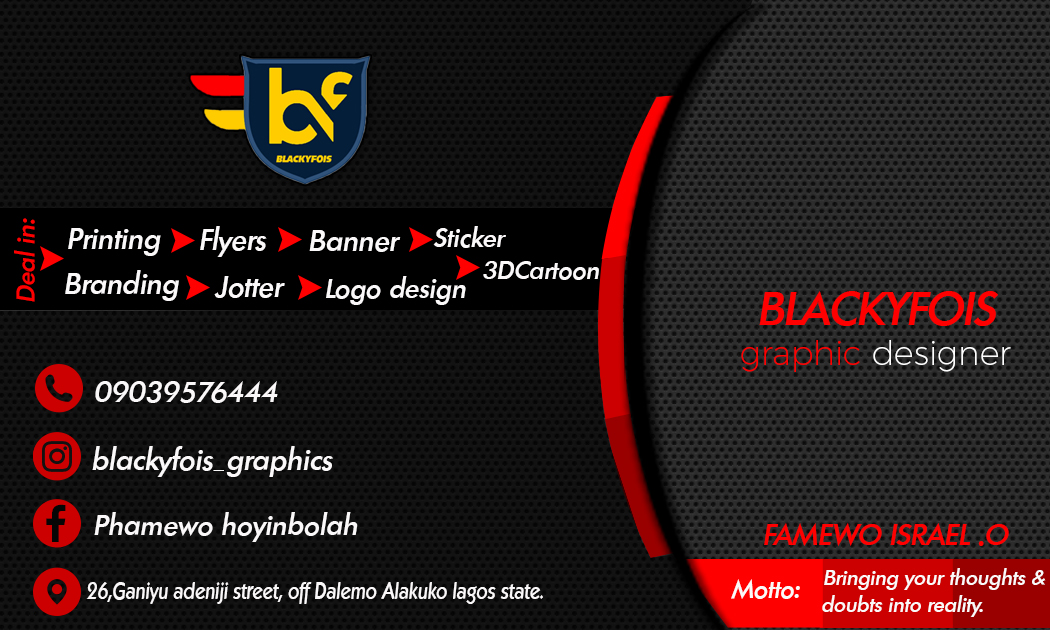 bf
BLACKYFOIS
Deal in:
Printing Flyers Banner Sticker
3DCartoon
Branding Jotter Logo design
09039576444
blackyfois_graphics
Phamewo hoyinbolah
26,Ganiyu adeniji street, off Dalemo Alakuko lagos state.
BLACKYFOIS
graphic designer
FAMEWO ISRAEL .O
Motto: Bringing your thoughts &
doubts into reality.